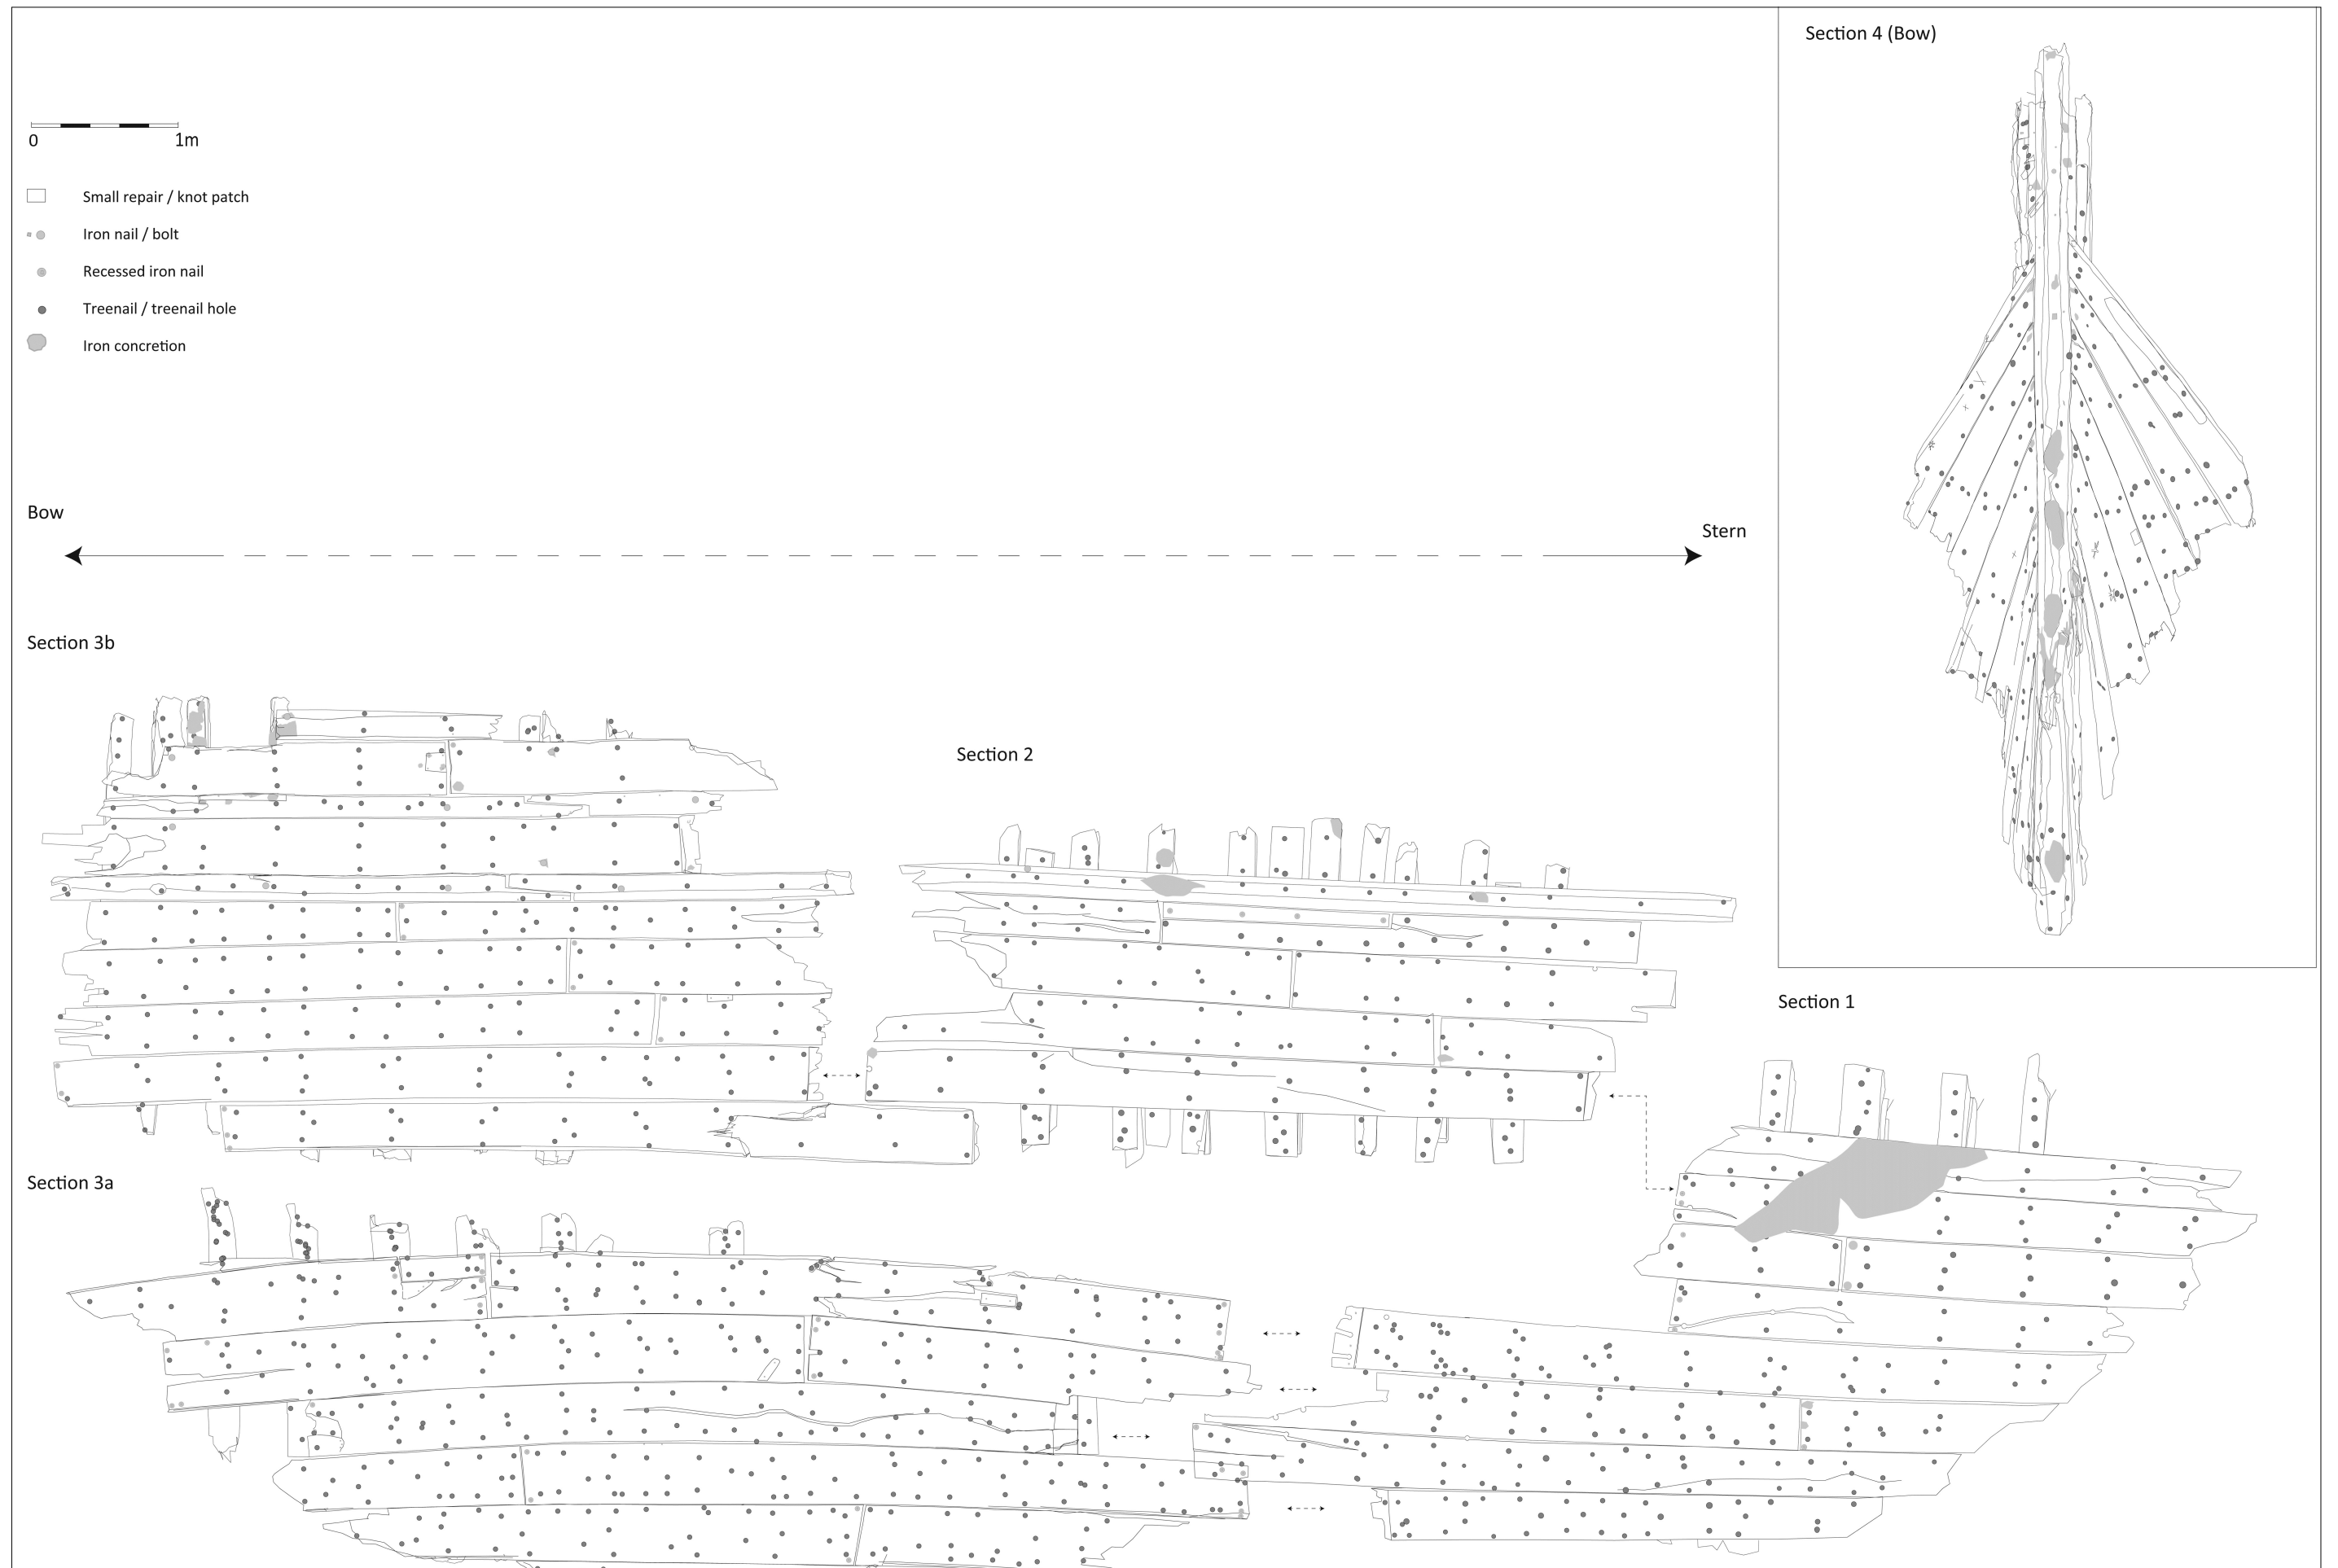 Section 4 (Bow)
0 1m
Small repair / knot patch
Iron nail / bolt
Recessed iron nail
Treenail / treenail hole
Iron concretion
Bow
Stern
Section 3b
Section 2
Section 1
Section 3a